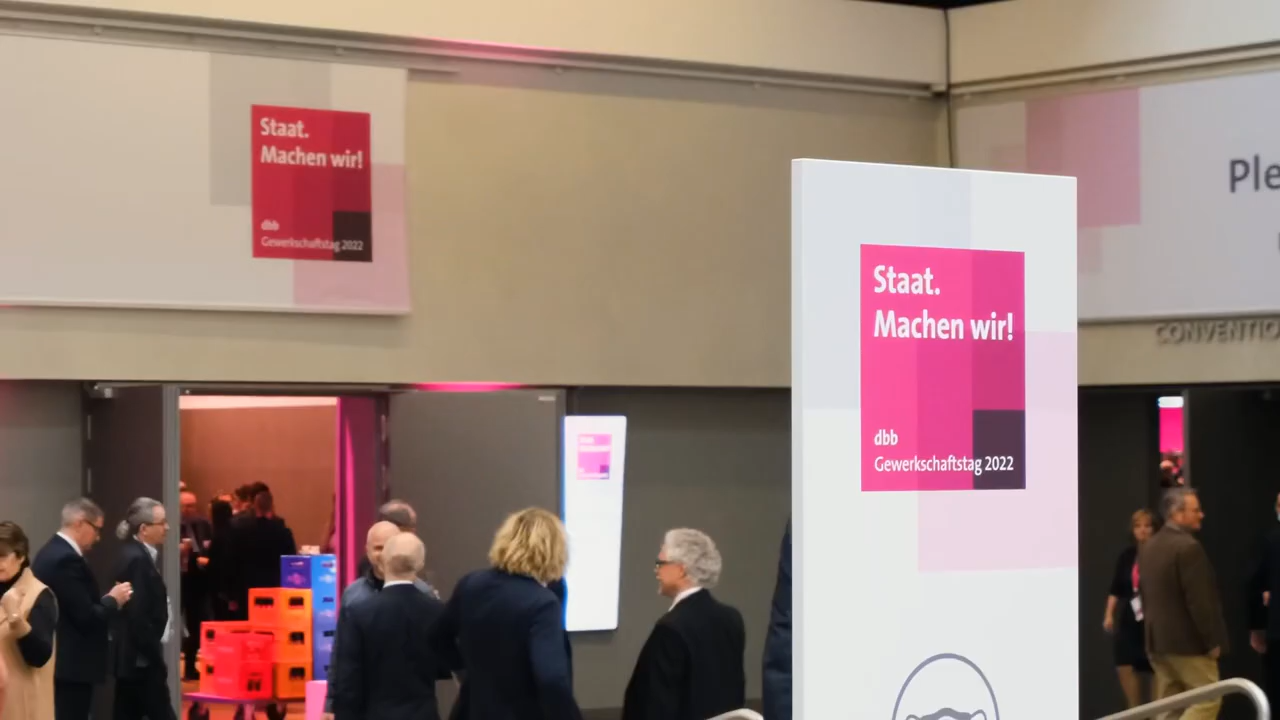 Staat.
Machen wir!
dbb
Gewerkschaftstag 2022
Staat.
Machen wir!
dbb
Gewerkschaftstag 2022
Ple
CONVENTIO